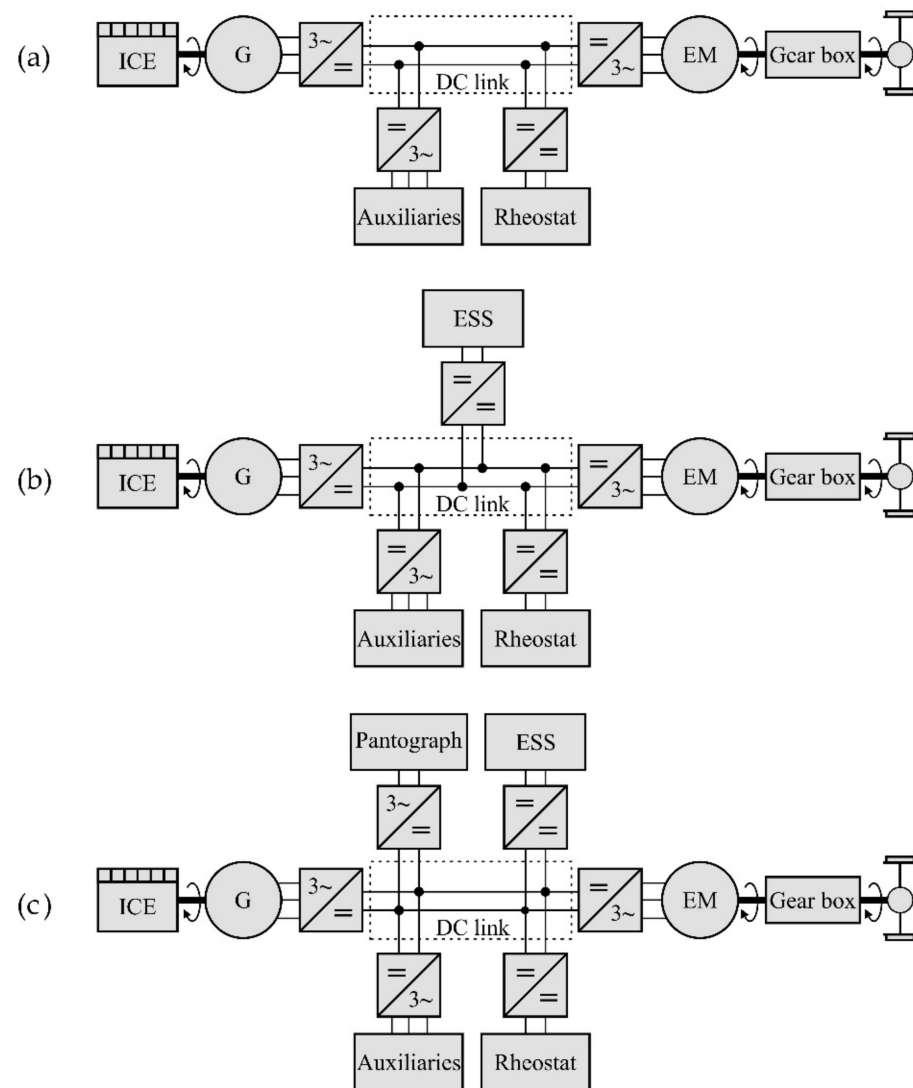 (a)
ICE
G
3~
=
DC link
=
3~
EM
Gear box
=
3~
=
=
Auxiliaries
Rheostat
ESS
=
=
(b)
ICE
G
3~
=
DC link
=
3~
EM
Gear box
=
3~
=
=
Auxiliaries
Rheostat
Pantograph
ESS
3~
=
=
=
(c)
ICE
G
3~
=
DC link
=
3~
EM
Gear box
=
3~
=
=
Auxiliaries
Rheostat